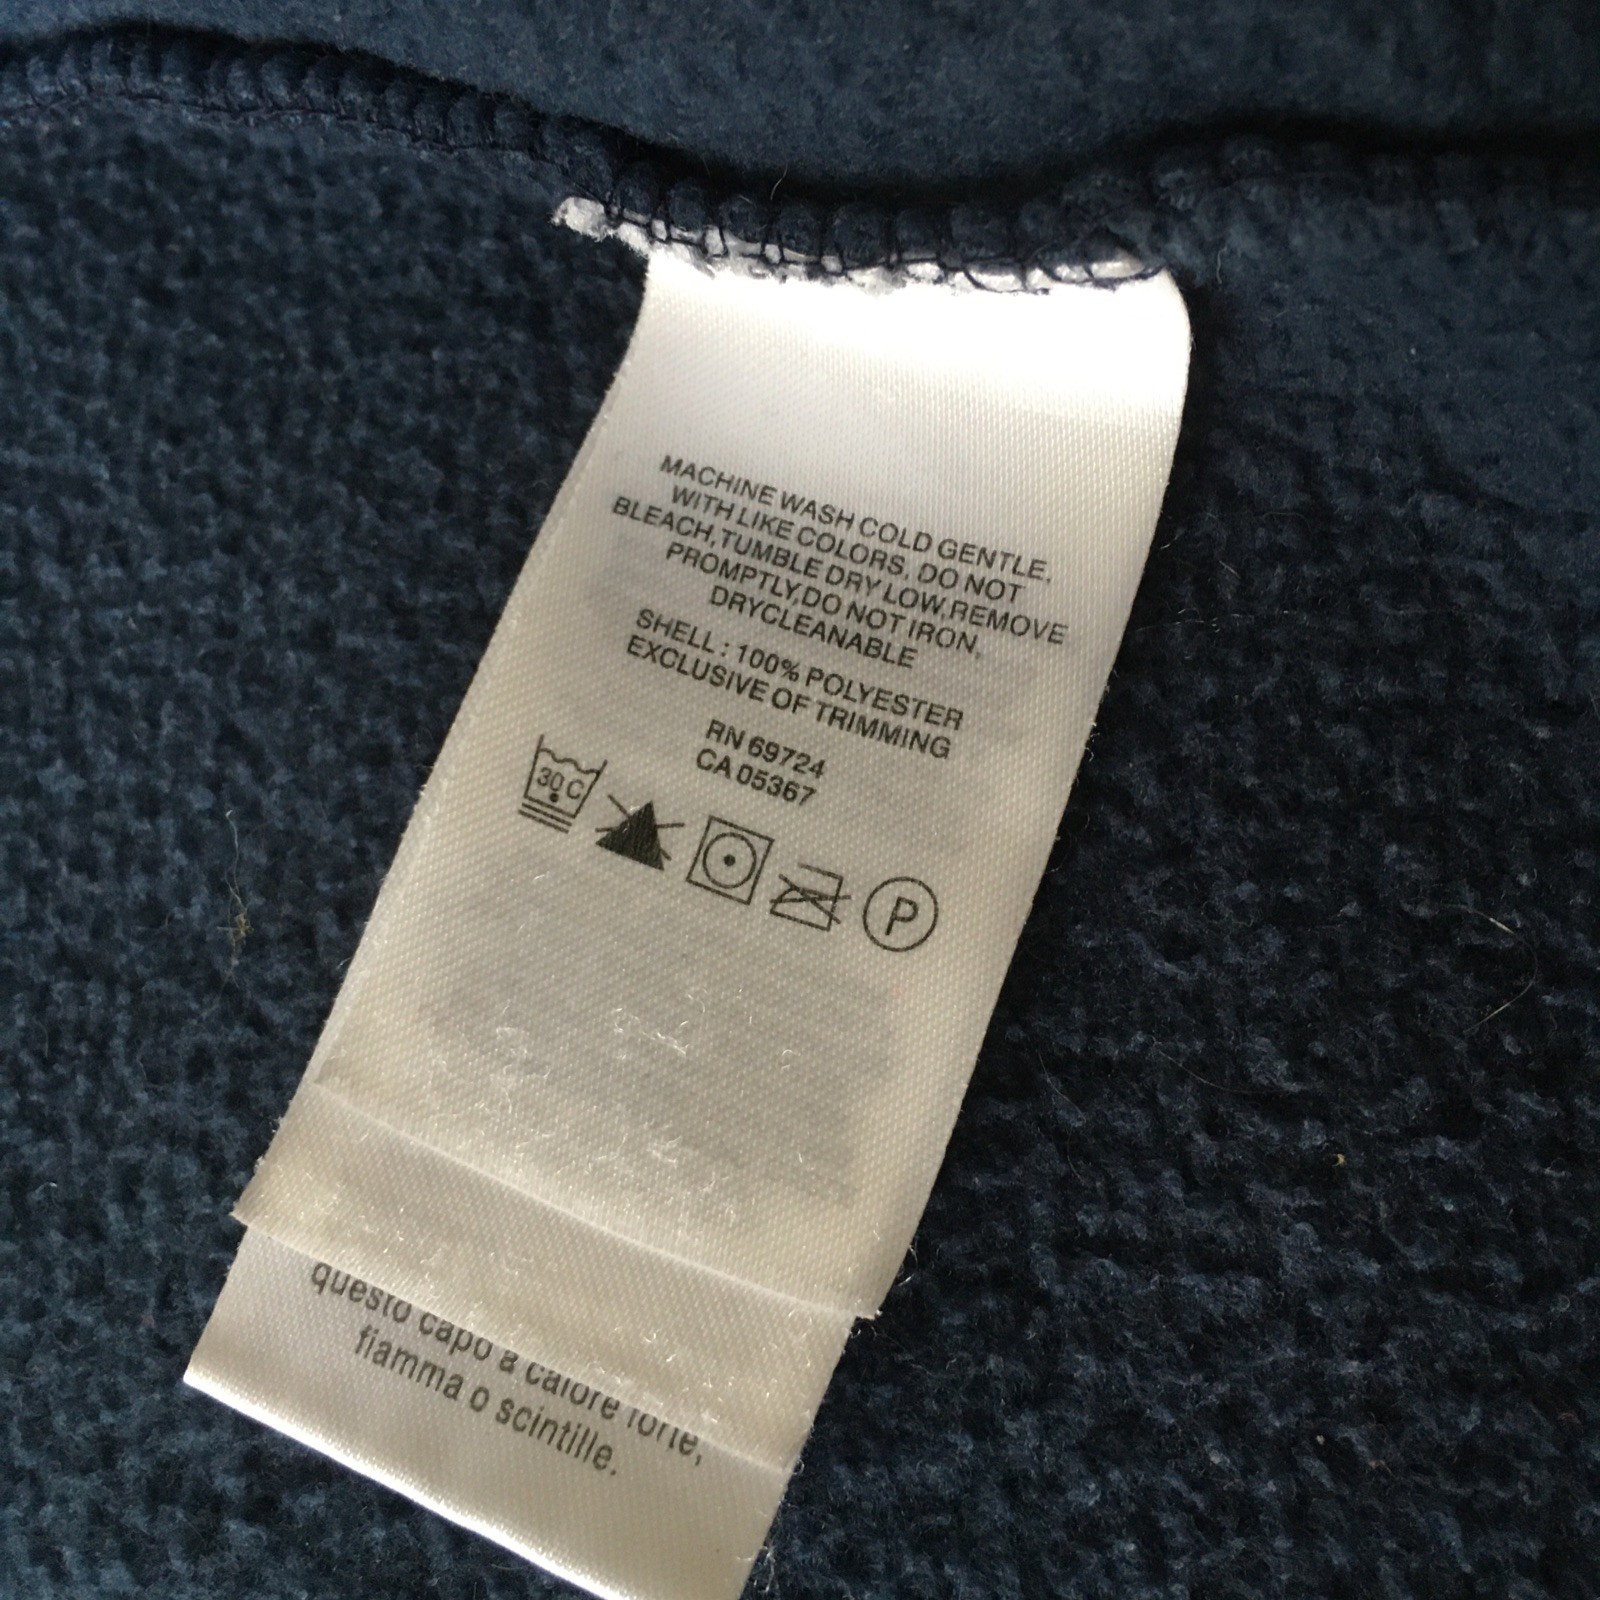 MACHINE WASH COLD GENTLE,
WITH LIKE COLORS, DO NOT
BLEACH,TUMBLE DRY LOW,REMOVE
PROMPTLY,DO NOT IRON,
DRYCLEANABLE
SHELL : 100% POLYESTER
EXCLUSIVE OF TRIMMING
RN 69724
CA 05367
30 C
P
questo capo a calore forte,
fiamma o scintille.